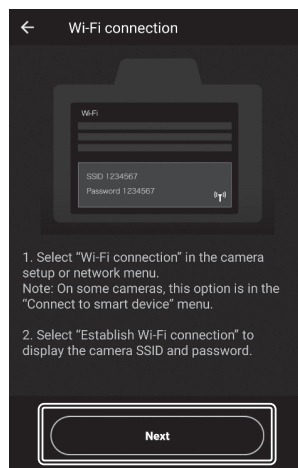 Wi-Fi connection
Wi-Fi
SSID 1234567
Password 1234567
1. Select “Wi-Fi connection” in the camera
setup or network menu.
Note: On some cameras, this option is in the
“Connect to smart device” menu.
2. Select “Establish Wi-Fi connection” to
display the camera SSID and password.
Next